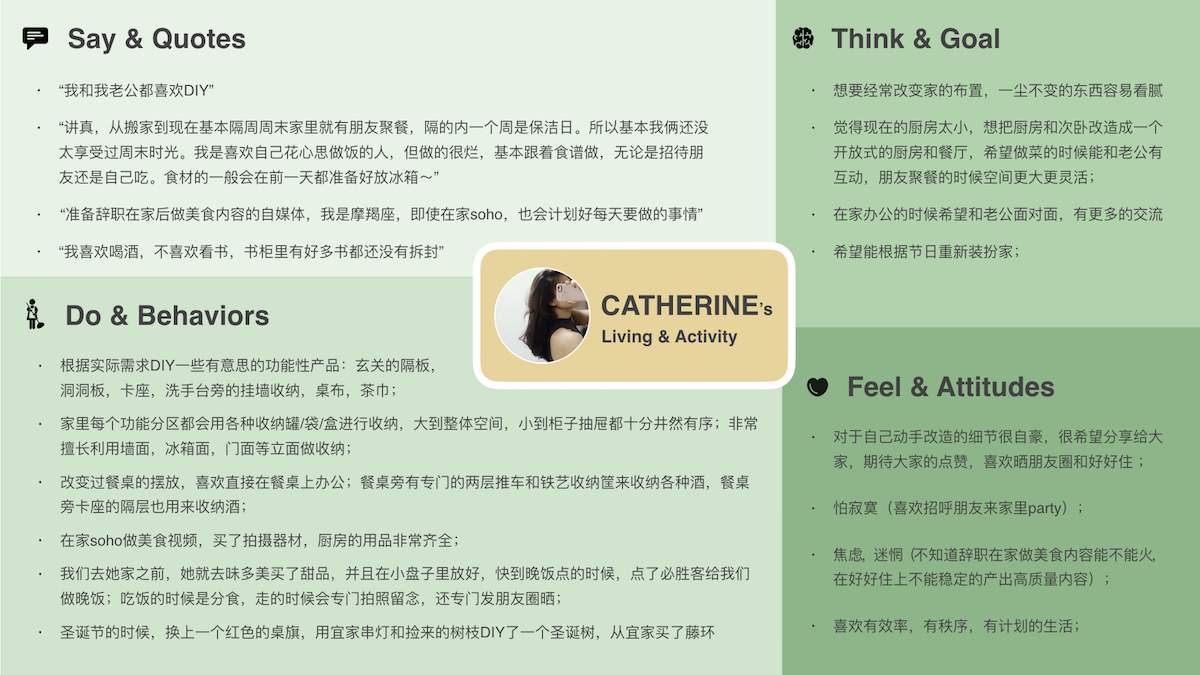 Say & Quotes
· “我和我老公都喜欢DIY”
· “讲真，从搬家到现在基本隔周周末家里就有朋友聚餐，隔的内一个周是保洁日。所以基本我俩还没
太享受过周末时光。我是喜欢自己花心思做饭的人，但做的很烂，基本跟着食谱做，无论是招待朋
友还是自己吃。食材的一般会在前一天都准备好放冰箱～”
· “准备辞职在家后做美食内容的自媒体，我是摩羯座，即使在家soho，也会计划好每天要做的事情”
· “我喜欢喝酒，不喜欢看书，书柜里有好多书都还没有拆封”
Think & Goal
· 想要经常改变家的布置，一尘不变的东西容易看腻
· 觉得现在的厨房太小，想把厨房和次卧改造成一个
开放式的厨房和餐厅，希望做菜的时候能和老公有
互动，朋友聚餐的时候空间更大更灵活；
· 在家办公的时候希望和老公面对面，有更多的交流
· 希望能根据节日重新装扮家；
CATHERINE’s
Living & Activity
Do & Behaviors
· 根据实际需求DIY一些有意思的功能性产品：玄关的隔板，
洞洞板，卡座，洗手台旁的挂墙收纳，桌布，茶巾；
· 家里每个功能分区都会用各种收纳罐/袋/盒进行收纳，大到整体空间，小到柜子抽屉都十分井然有序；非常
擅长利用墙面，冰箱面，门面等立面做收纳；
· 改变过餐桌的摆放，喜欢直接在餐桌上办公；餐桌旁有专门的两层推车和铁艺收纳筐来收纳各种酒，餐桌
旁卡座的隔层也用来收纳酒；
· 在家soho做美食视频，买了拍摄器材，厨房的用品非常齐全；
· 我们去她家之前，她就去味多美买了甜品，并且在小盘子里放好，快到晚饭点的时候，点了必胜客给我们
做晚饭；吃饭的时候是分食，走的时候会专门拍照留念，还专门发朋友圈晒；
· 圣诞节的时候，换上一个红色的桌旗，用宜家串灯和捡来的树枝DIY了一个圣诞树，从宜家买了藤环
Feel & Attitudes
· 对于自己动手改造的细节很自豪，很希望分享给大
家，期待大家的点赞，喜欢晒朋友圈和好好住；
· 怕寂寞（喜欢招呼朋友来家里party）；
· 焦虑，迷惘（不知道辞职在家做美食内容能不能火，
在好好住上不能稳定的产出高质量内容）；
· 喜欢有效率，有秩序，有计划的生活；